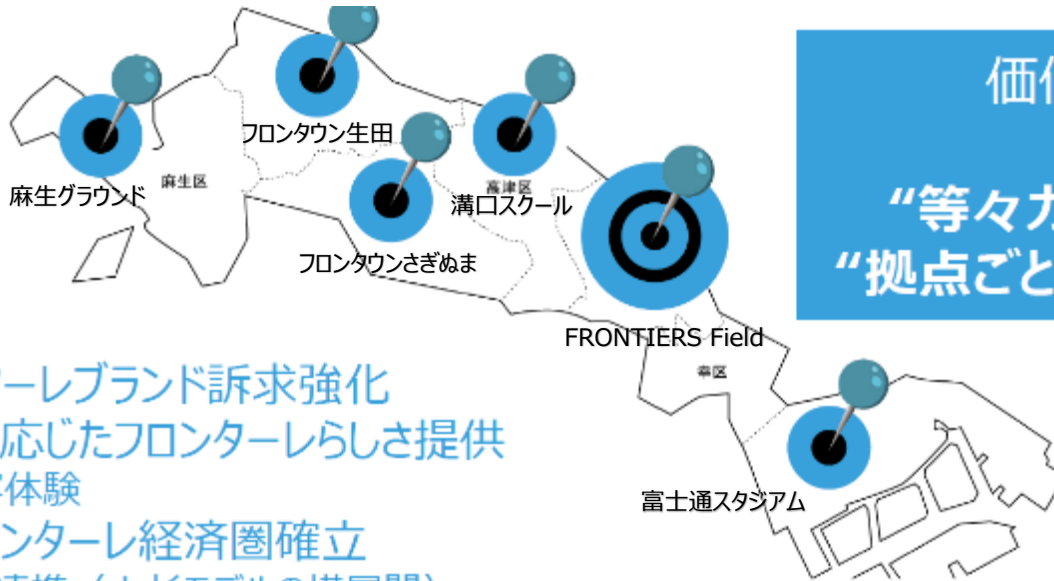 フロンタウン生田
麻生グラウンド
麻生区
高津区
溝口スクール
フロンタウンさぎぬま
FRONTIERS Field
幸区
富士通スタジアム
価
“等々力
“拠点ごと
ーレブランド訴求強化
応じたフロンターレらしさ提供
体験
ンターレ経済圏確立